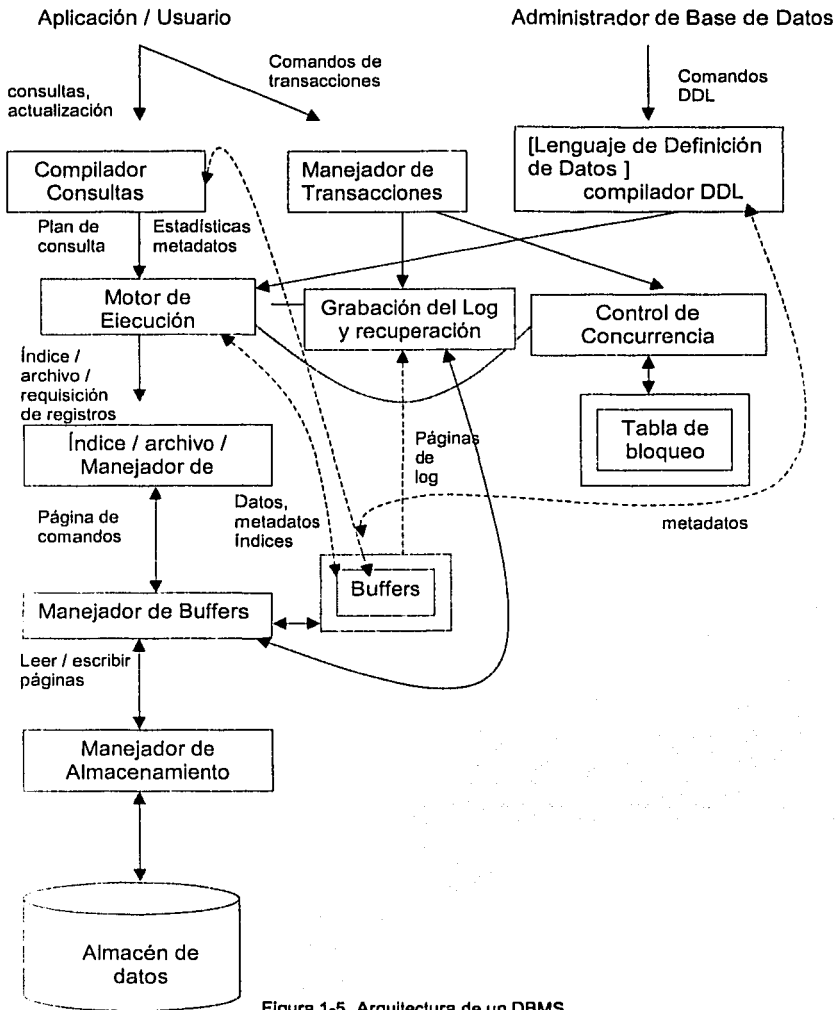 Aplicación / Usuario
Administrador de Base de Datos
Comandos de
transacciones
consultas,
actualización
Comandos
DDL
Compilador
Consultas
Manejador de
Transacciones
[Lenguaje de Definición
de Datos ]
compilador DDL
Plan de
consulta
Estadísticas
metadatos
Motor de
Ejecución
Grabación del Log
y recuperación
Control de
Concurrencia
Índice /
archivo /
requisición
de registros
Tabla de
bloqueo
Índice / archivo /
Manejador de
Páginas
de
log
Página de
comandos
Datos,
metadatos
índices
metadatos
Buffers
Manejador de Buffers
Leer / escribir
páginas
Manejador de
Almacenamiento
Almacén de
datos
Figura 1-5. Arquitectura de un DBMS